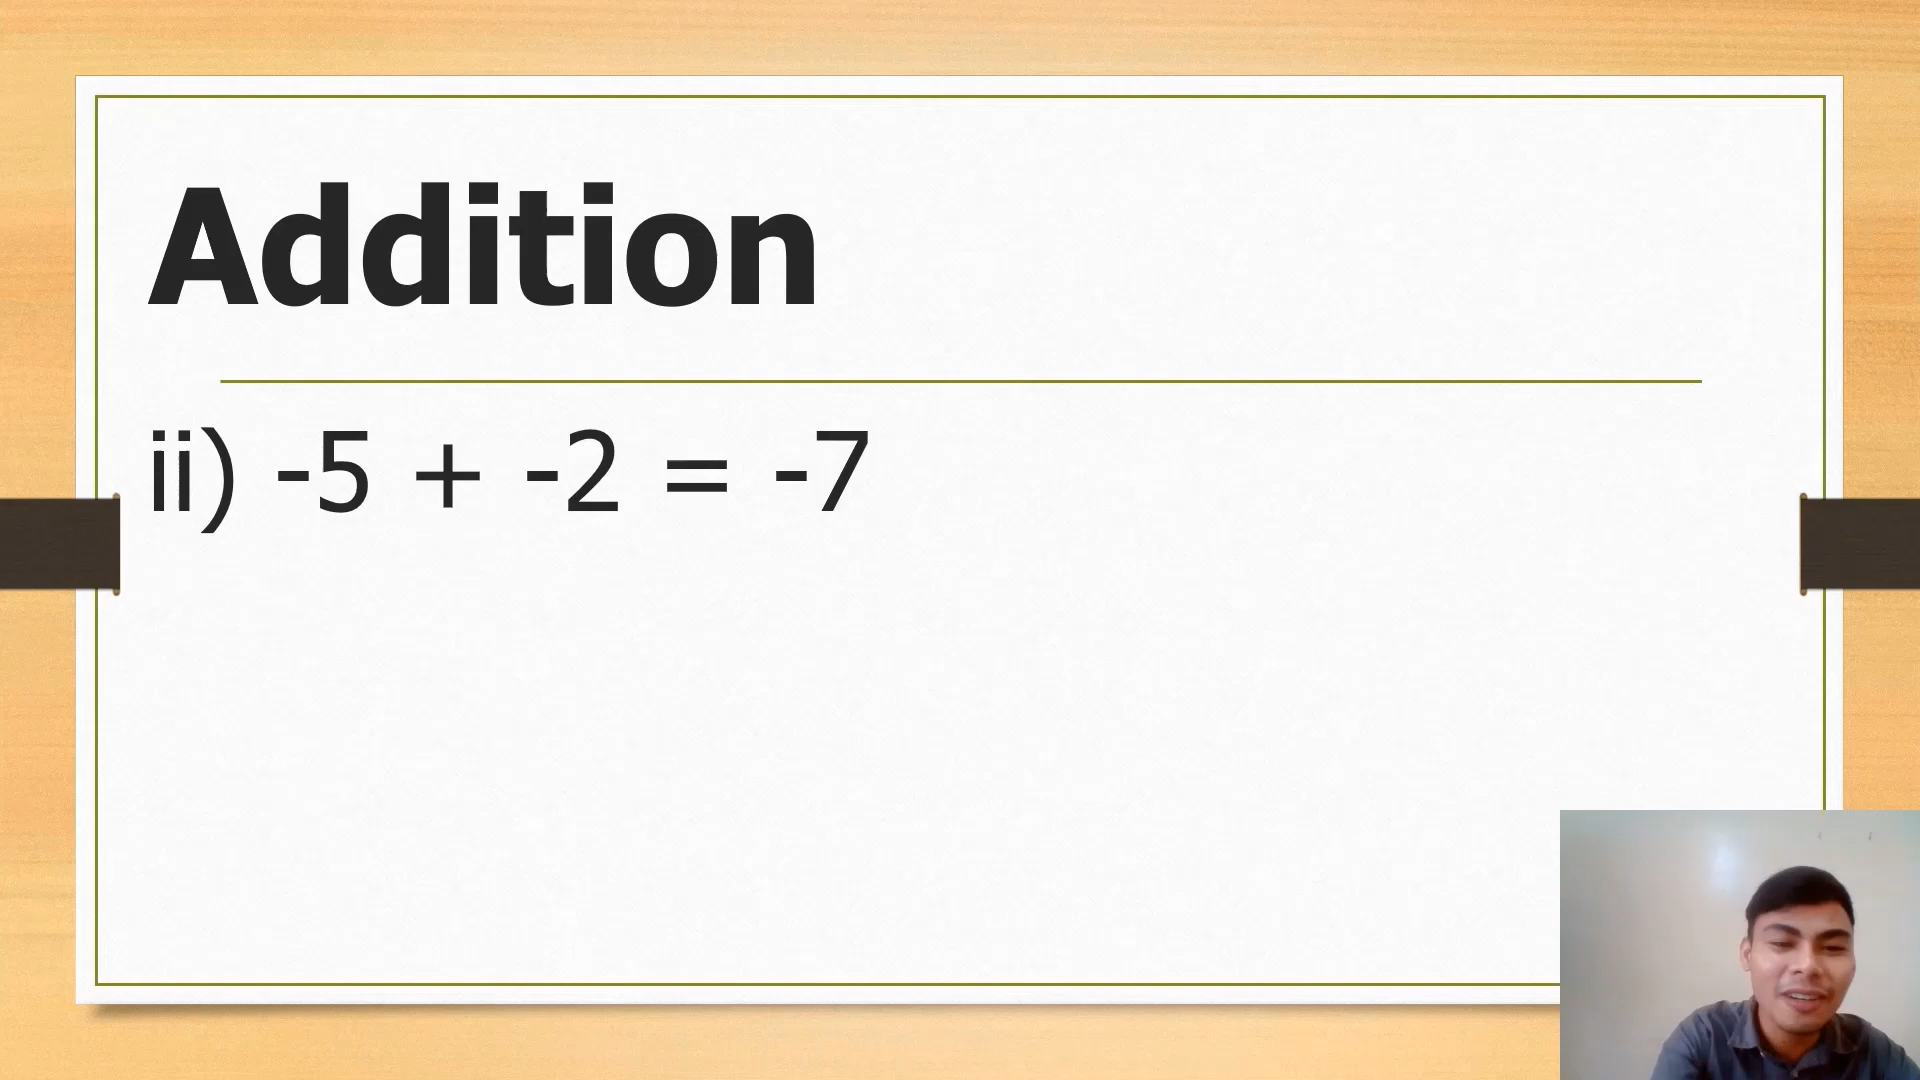 Addition
ii) -5 + -2 = -7